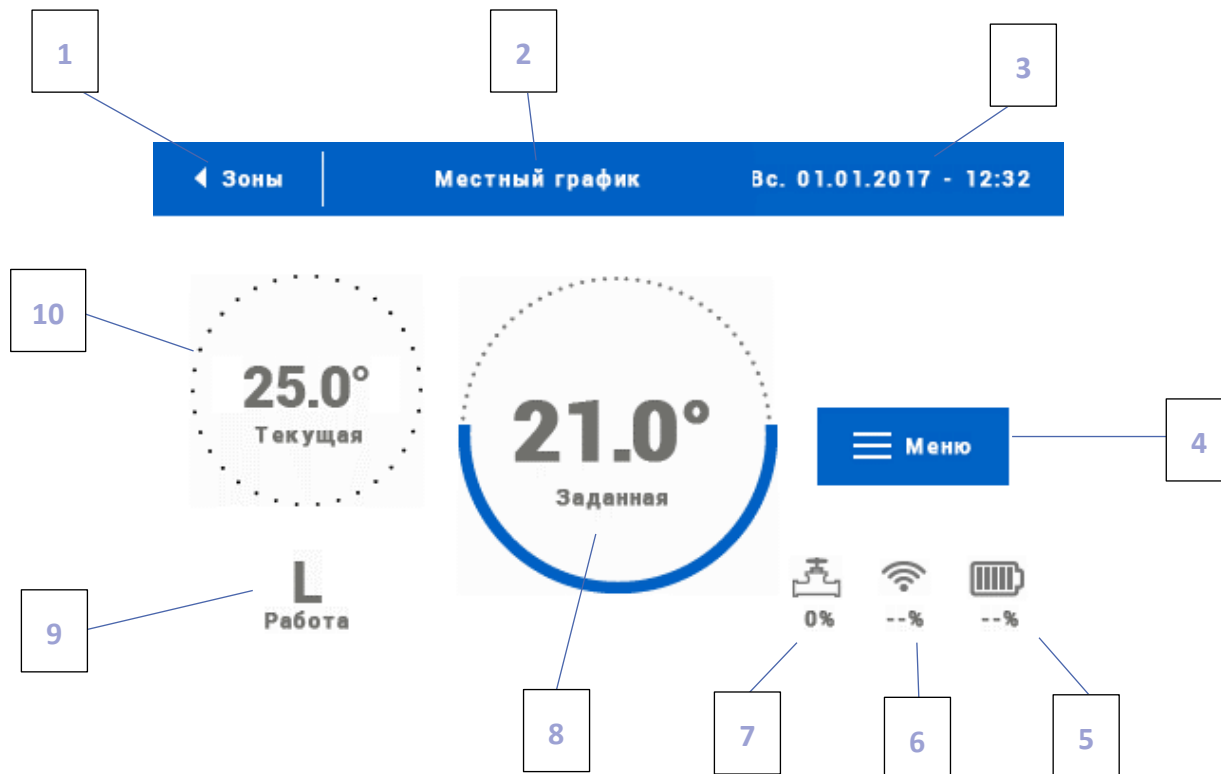 1
2
3
Зоны
Местный график
Вс. 01.01.2017 - 12:32
10
25.0°
Текущая
21.0°
Заданная
Меню
4
L
Работа
0%
--%
--%
9
8
7
6
5